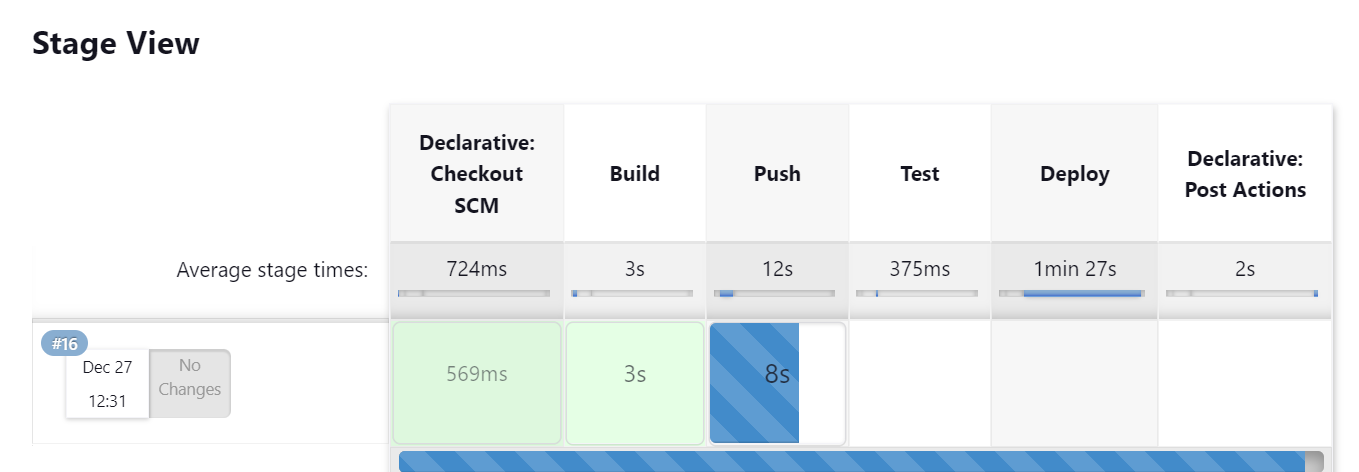 Stage View
Declarative:
Checkout
SCM
Build
Push
Test
Deploy
Declarative:
Post Actions
Average stage times:
724ms
3s
12s
375ms
1min 27s
2s
#16
Dec 27
12:31
No
Changes
569ms
3s
8s